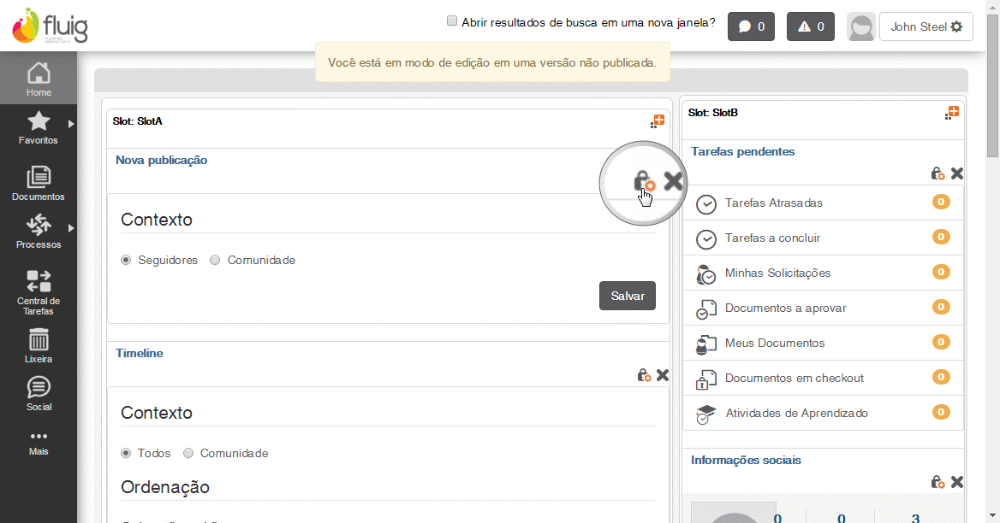 fluig
Abrir resultados de busca em uma nova janela?
0
0
John Steel
Você está em modo de edição em uma versão não publicada.
Home
Favoritos
Documentos
Processos
Central de
Tarefas
Lixeira
Social
Mais
Slot: SlotA
Nova publicação
Contexto
Seguidores
Comunidade
Salvar
Timeline
Contexto
Todos
Comunidade
Ordenação
Slot: SlotB
Tarefas pendentes
Tarefas Atrasadas 0
Tarefas a concluir 0
Minhas Solicitações 0
Documentos a aprovar 0
Meus Documentos 0
Documentos em checkout 0
Atividades de Aprendizado 0
Informações sociais
0 0 3